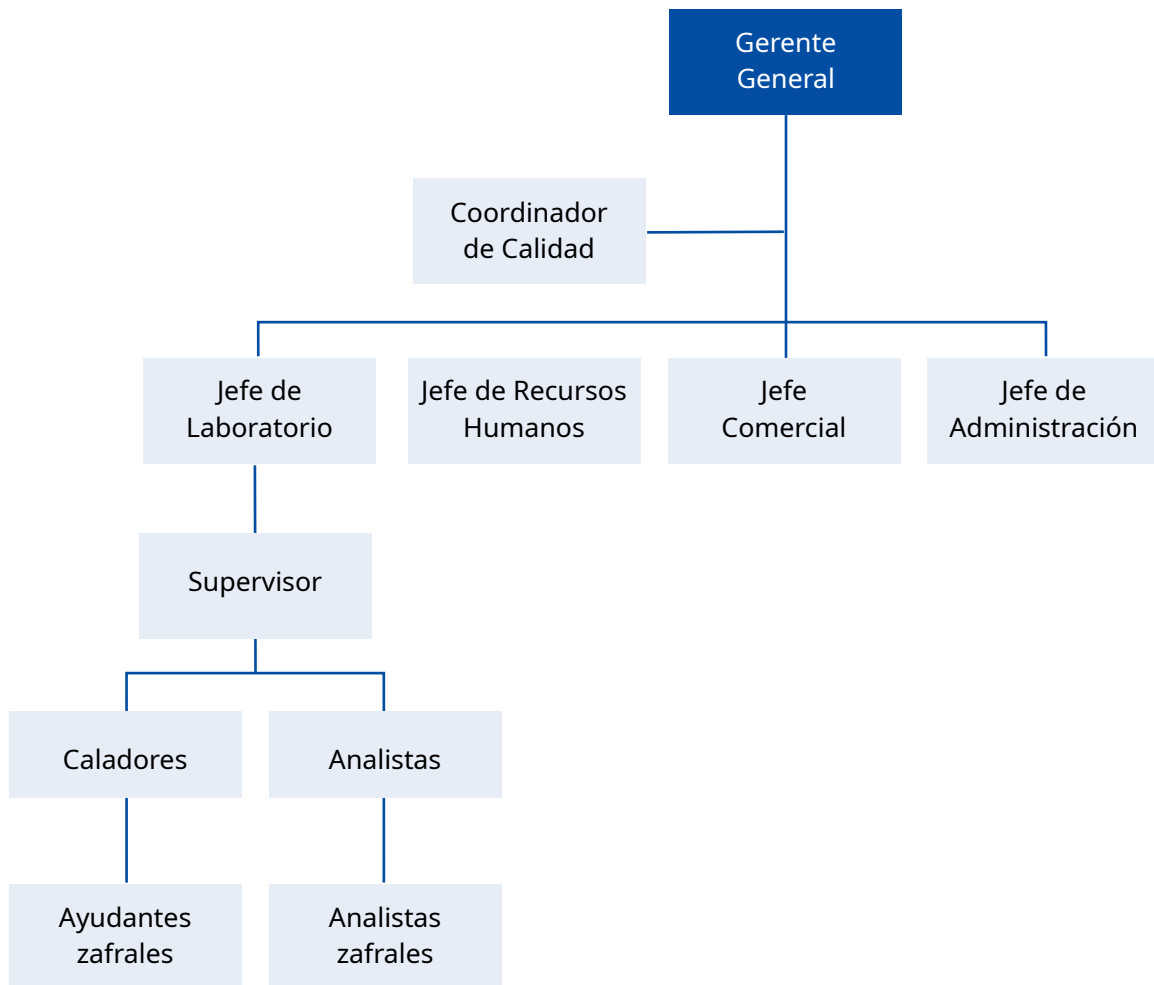 Gerente
General
Coordinador
de Calidad
Jefe de
Laboratorio
Jefe de Recursos
Humanos
Jefe
Comercial
Jefe de
Administración
Supervisor
Caladores
Analistas
Ayudantes
zafrales
Analistas
zafrales